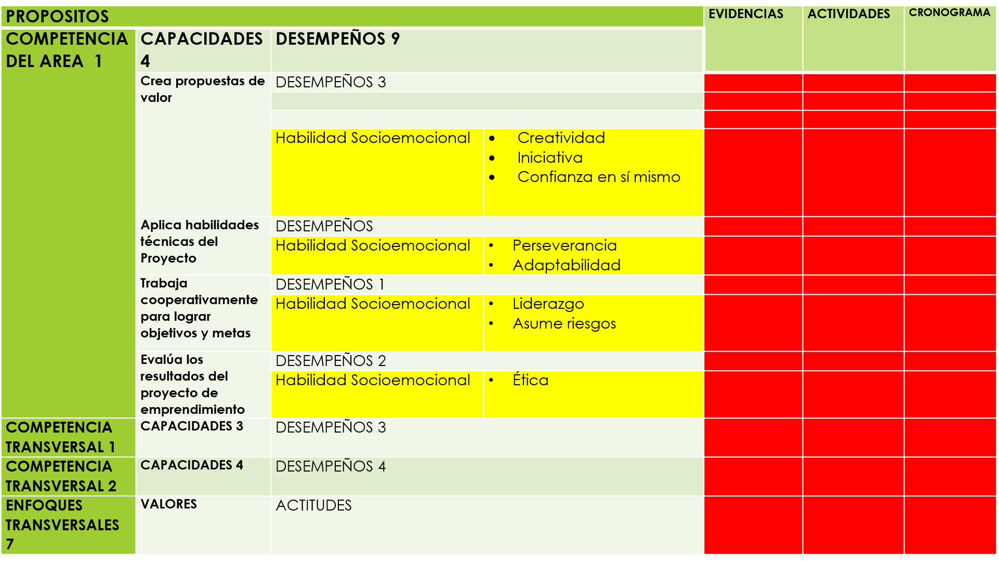 PROPOSITOS
EVIDENCIAS
ACTIVIDADES
CRONOGRAMA
COMPETENCIA
DEL AREA  1
CAPACIDADES
4
DESEMPEÑOS 9
Crea propuestas de
valor
DESEMPEÑOS 3
Habilidad Socioemocional
• Creatividad
• Iniciativa
• Confianza en sí mismo
Aplica habilidades
técnicas del
Proyecto
DESEMPEÑOS
Habilidad Socioemocional
• Perseverancia
• Adaptabilidad
Trabaja
cooperativamente
para lograr
objetivos y metas
DESEMPEÑOS 1
Habilidad Socioemocional
• Liderazgo
• Asume riesgos
Evalúa los
resultados del
proyecto de
emprendimiento
DESEMPEÑOS 2
Habilidad Socioemocional
• Ética
COMPETENCIA
TRANSVERSAL 1
CAPACIDADES 3
DESEMPEÑOS 3
COMPETENCIA
TRANSVERSAL 2
CAPACIDADES 4
DESEMPEÑOS 4
ENFOQUES
TRANSVERSALES
7
VALORES
ACTITUDES